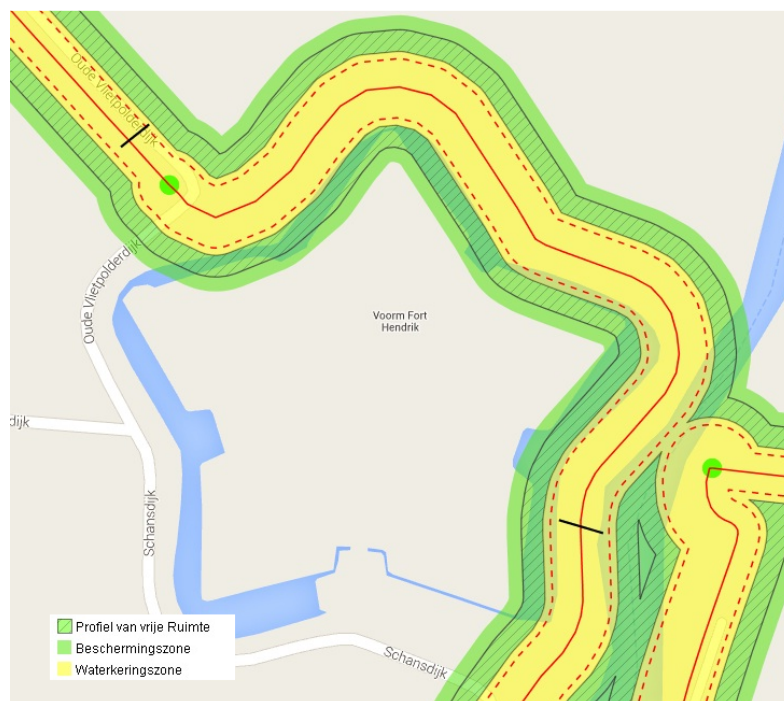 Oude Vlietpolderdijk
Oude Vlietpolderdijk
Voorm Fort
Hendrik
dijk
Schansdijk
Schansdijk
Profiel van vrije Ruimte
Beschermingszone
Waterkeringszone